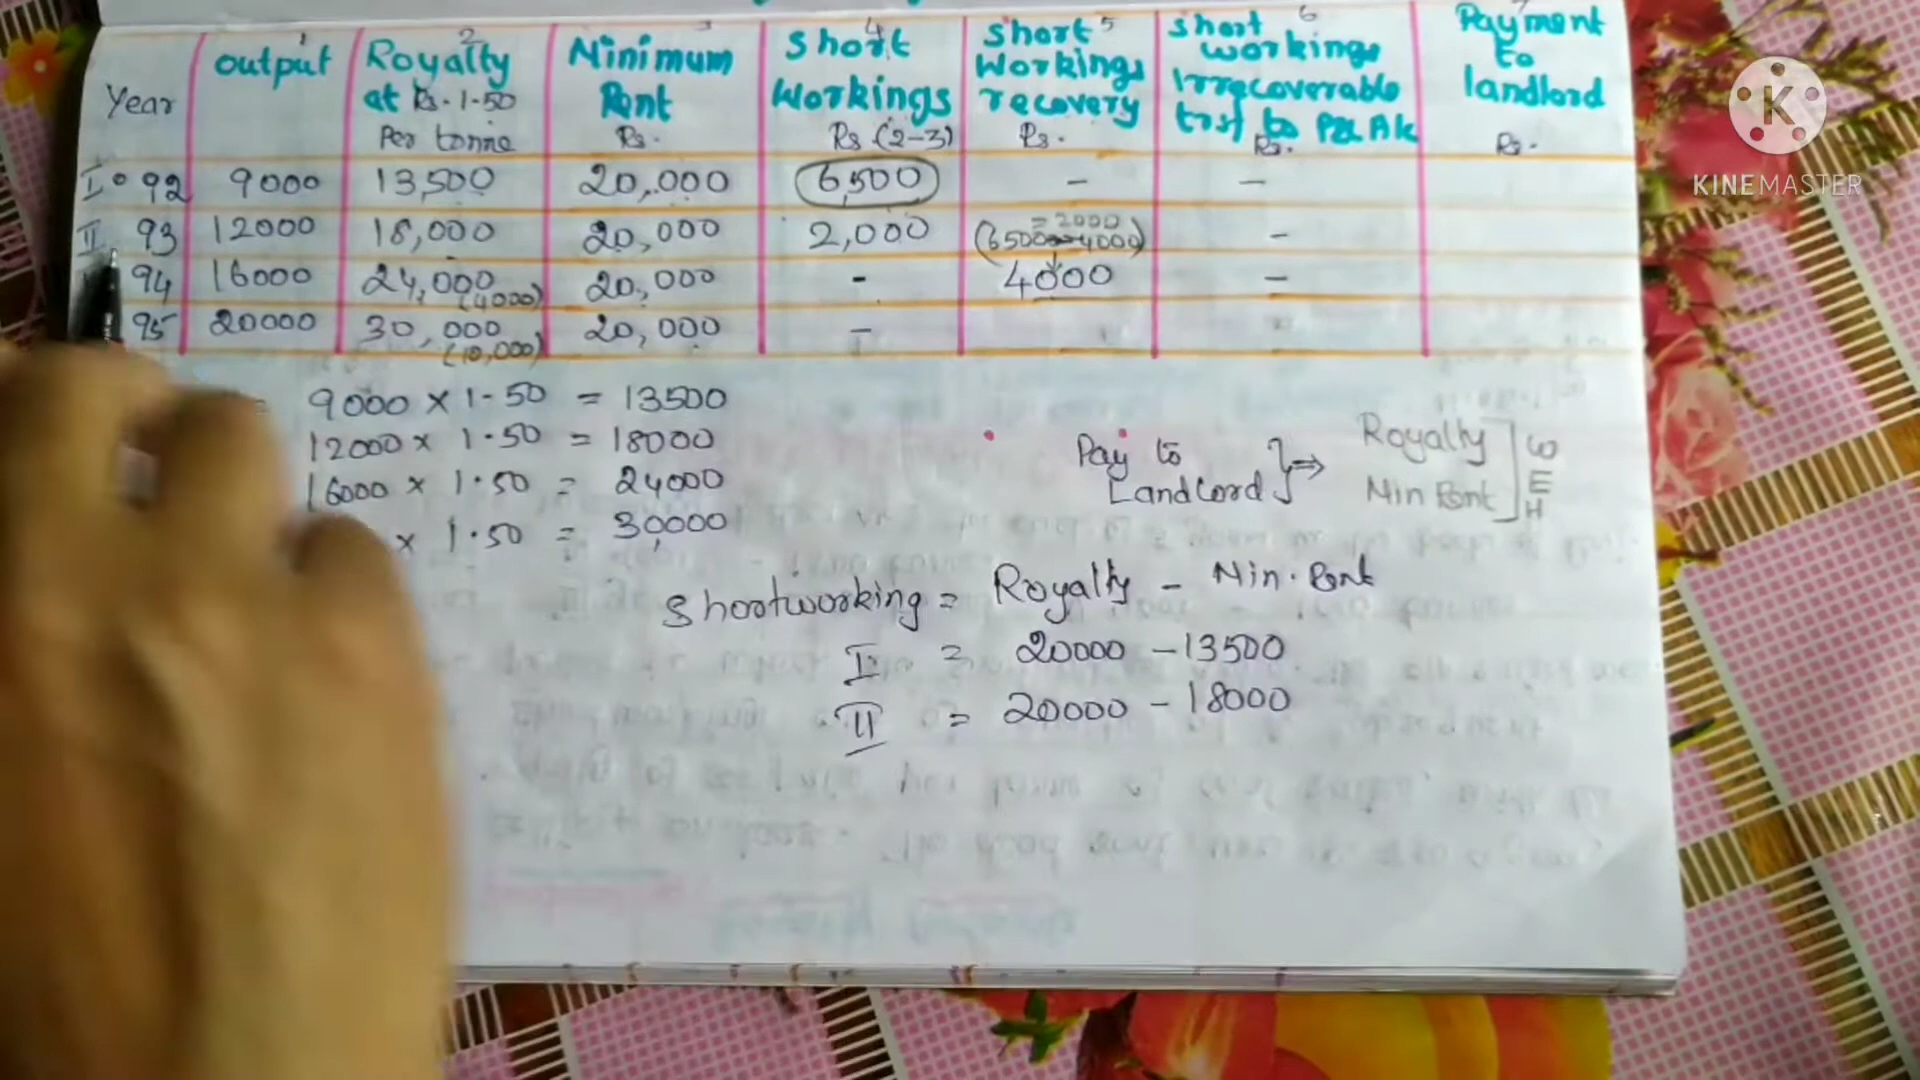 1 2 3 4 5 6 7
Year output Royalty at Rs. 1.50 Per tonne Minimum Rent Rs. Short Workings Rs (2-3) Short Workings recovery Rs. Short workings Irrecoverable to P&L A/c Rs. Payment to landlord Rs.
I 92 9000 13,500 20,000 6,500 - -
II 93 12000 18,000 20,000 2,000 (6500 4000) = 2000 -
94 16000 24,000 (4000) 20,000 - 4000 -
95 20000 30,000 (10,000) 20,000 -
9000 x 1.50 = 13500
12000 x 1.50 = 18000
16000 x 1.50 = 24000
x 1.50 = 30000
Pay to Landlord } ⇒ Royalty
Min Rent ] W E H
Shortworking = Royalty - Min. Rent
I = 20000 - 13500
II = 20000 - 18000
K
KINEMASTER